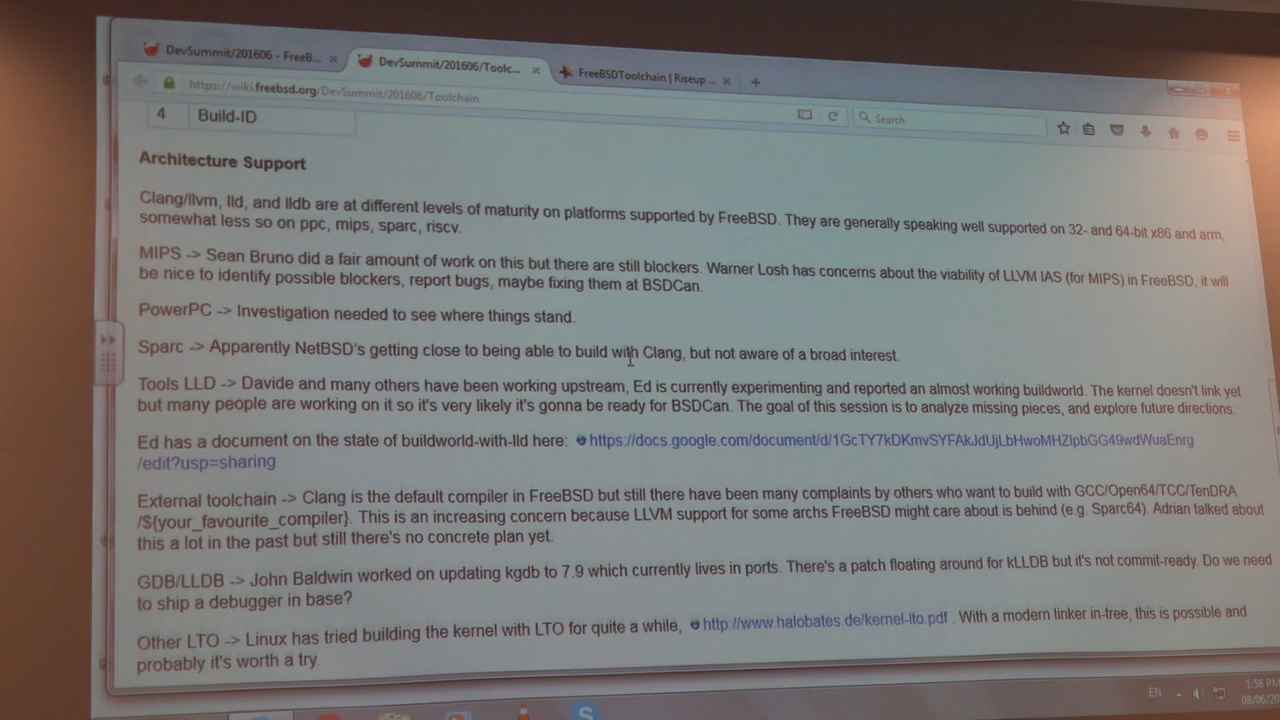 DevSummit/201606 - FreeB...
DevSummit/201606/Toolc...
FreeBSDToolchain | Riseup ...
https://wiki.freebsd.org/DevSummit/201606/Toolchain
Search
4 Build-ID
Architecture Support
Clang/llvm, lld, and lldb are at different levels of maturity on platforms supported by FreeBSD. They are generally speaking well supported on 32- and 64-bit x86 and arm,
somewhat less so on ppc, mips, sparc, riscv.
MIPS -> Sean Bruno did a fair amount of work on this but there are still blockers. Warner Losh has concerns about the viability of LLVM IAS (for MIPS) in FreeBSD, it will
be nice to identify possible blockers, report bugs, maybe fixing them at BSDCan.
PowerPC -> Investigation needed to see where things stand.
Sparc -> Apparently NetBSD's getting close to being able to build with Clang, but not aware of a broad interest.
Tools LLD -> Davide and many others have been working upstream, Ed is currently experimenting and reported an almost working buildworld. The kernel doesn't link yet
but many people are working on it so it's very likely it's gonna be ready for BSDCan. The goal of this session is to analyze missing pieces, and explore future directions.
Ed has a document on the state of buildworld-with-lld here: https://docs.google.com/document/d/1GcTY7kDKmvSYFAkJdUjLbHwoMHZlpbGG49wdWuaEnrg
/edit?usp=sharing
External toolchain -> Clang is the default compiler in FreeBSD but still there have been many complaints by others who want to build with GCC/Open64/TCC/TenDRA
/${your_favourite_compiler}. This is an increasing concern because LLVM support for some archs FreeBSD might care about is behind (e.g. Sparc64). Adrian talked about
this a lot in the past but still there's no concrete plan yet.
GDB/LLDB -> John Baldwin worked on updating kgdb to 7.9 which currently lives in ports. There's a patch floating around for kLLDB but it's not commit-ready. Do we need
to ship a debugger in base?
Other LTO -> Linux has tried building the kernel with LTO for quite a while, http://www.halobates.de/kernel-lto.pdf . With a modern linker in-tree, this is possible and
probably it's worth a try.
EN
1:58 PM
08/06/20